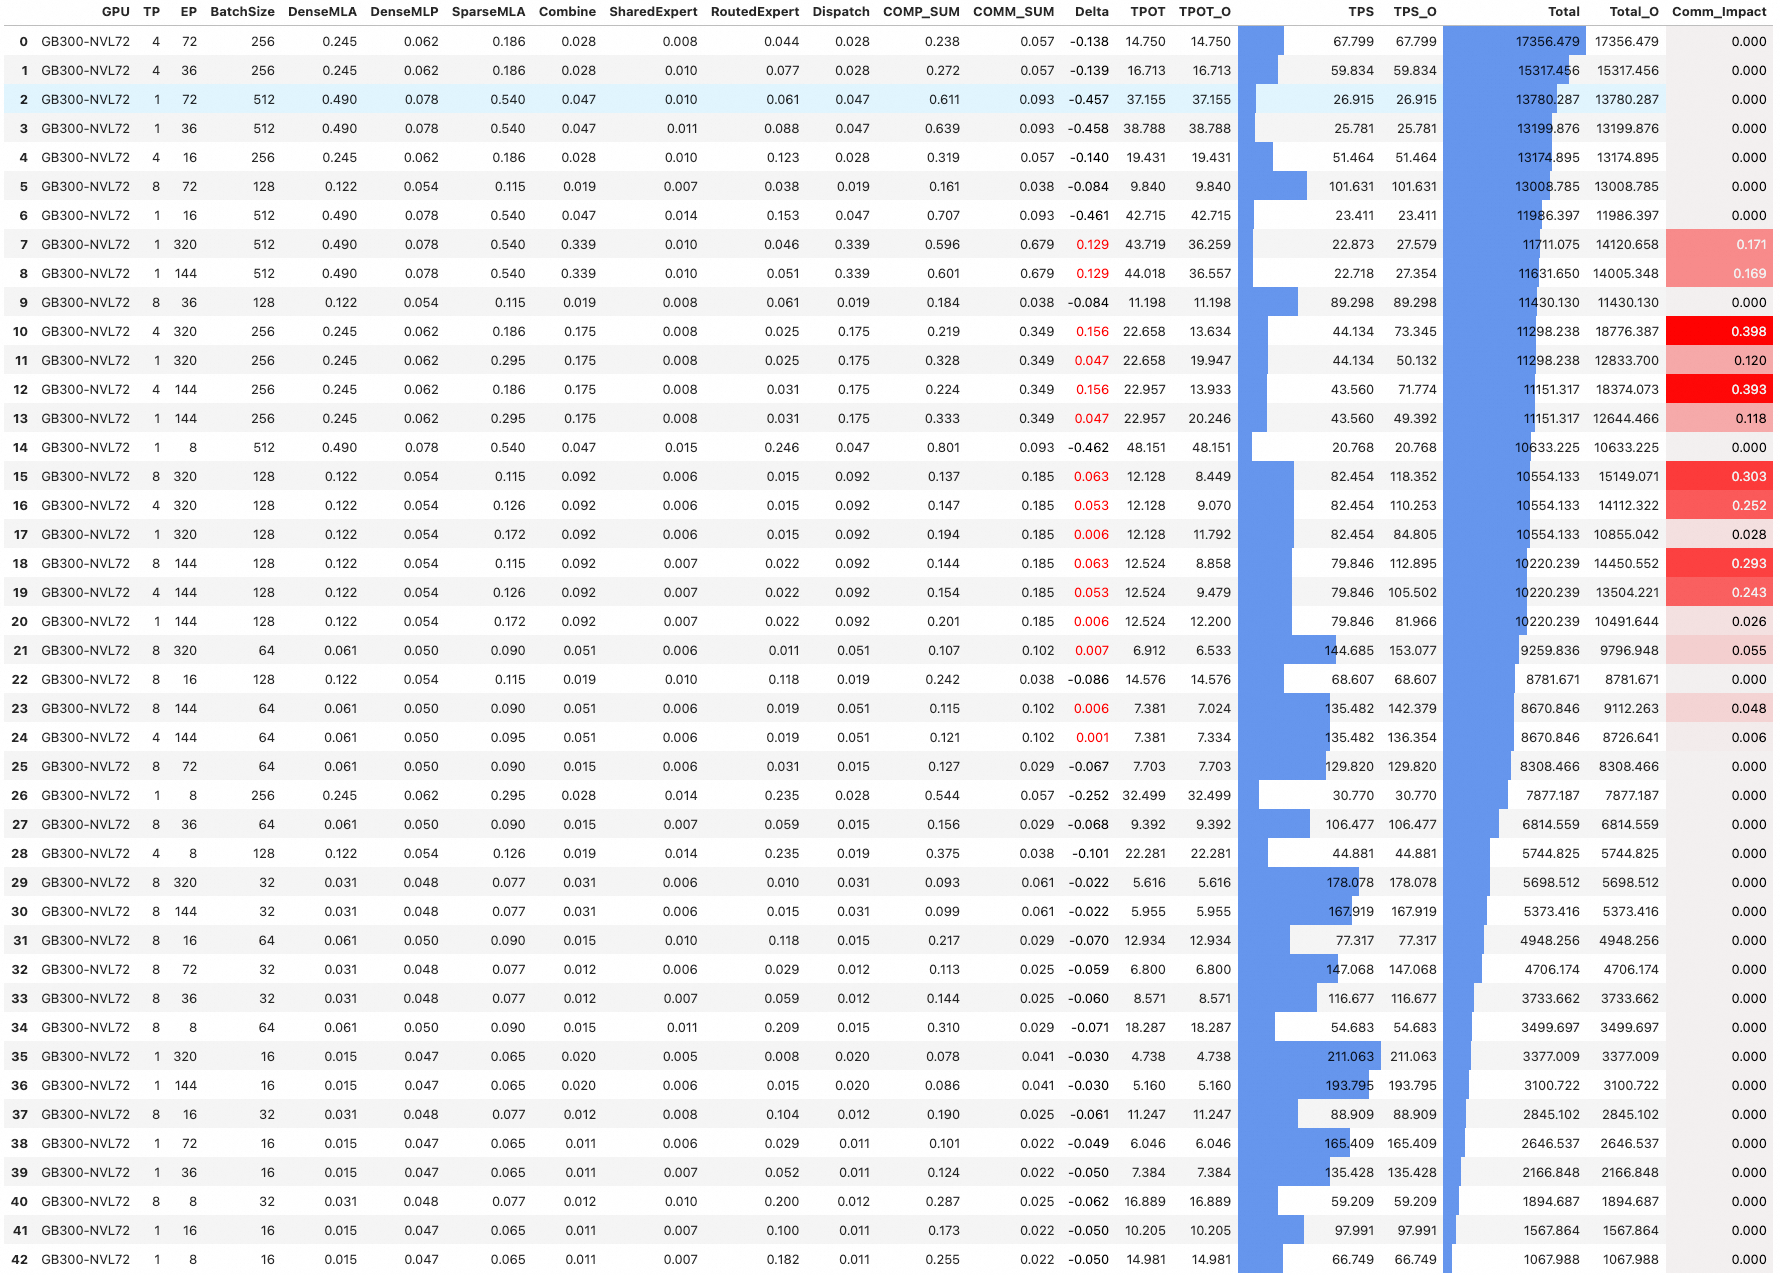 GPU TP EP BatchSize DenseMLA DenseMLP SparseMLA Combine SharedExpert RoutedExpert Dispatch COMP_SUM COMM_SUM Delta TPOT TPOT_O TPS TPS_O Total Total_O Comm_Impact
0 GB300-NVL72 4 72 256 0.245 0.062 0.186 0.028 0.008 0.044 0.028 0.238 0.057 -0.138 14.750 14.750 67.799 67.799 17356.479 17356.479 0.000
1 GB300-NVL72 4 36 256 0.245 0.062 0.186 0.028 0.010 0.077 0.028 0.272 0.057 -0.139 16.713 16.713 59.834 59.834 15317.456 15317.456 0.000
2 GB300-NVL72 1 72 512 0.490 0.078 0.540 0.047 0.010 0.061 0.047 0.611 0.093 -0.457 37.155 37.155 26.915 26.915 13780.287 13780.287 0.000
3 GB300-NVL72 1 36 512 0.490 0.078 0.540 0.047 0.011 0.088 0.047 0.639 0.093 -0.458 38.788 38.788 25.781 25.781 13199.876 13199.876 0.000
4 GB300-NVL72 4 16 256 0.245 0.062 0.186 0.028 0.010 0.123 0.028 0.319 0.057 -0.140 19.431 19.431 51.464 51.464 13174.895 13174.895 0.000
5 GB300-NVL72 8 72 128 0.122 0.054 0.115 0.019 0.007 0.038 0.019 0.161 0.038 -0.084 9.840 9.840 101.631 101.631 13008.785 13008.785 0.000
6 GB300-NVL72 1 16 512 0.490 0.078 0.540 0.047 0.014 0.153 0.047 0.707 0.093 -0.461 42.715 42.715 23.411 23.411 11986.397 11986.397 0.000
7 GB300-NVL72 1 320 512 0.490 0.078 0.540 0.339 0.010 0.046 0.339 0.596 0.679 0.129 43.719 36.259 22.873 27.579 11711.075 14120.658 0.171
8 GB300-NVL72 1 144 512 0.490 0.078 0.540 0.339 0.010 0.051 0.339 0.601 0.679 0.129 44.018 36.557 22.718 27.354 11631.650 14005.348 0.169
9 GB300-NVL72 8 36 128 0.122 0.054 0.115 0.019 0.008 0.061 0.019 0.184 0.038 -0.084 11.198 11.198 89.298 89.298 11430.130 11430.130 0.000
10 GB300-NVL72 4 320 256 0.245 0.062 0.186 0.175 0.008 0.025 0.175 0.219 0.349 0.156 22.658 13.634 44.134 73.345 11298.238 18776.387 0.398
11 GB300-NVL72 1 320 256 0.245 0.062 0.295 0.175 0.008 0.025 0.175 0.328 0.349 0.047 22.658 19.947 44.134 50.132 11298.238 12833.700 0.120
12 GB300-NVL72 4 144 256 0.245 0.062 0.186 0.175 0.008 0.031 0.175 0.224 0.349 0.156 22.957 13.933 43.560 71.774 11151.317 18374.073 0.393
13 GB300-NVL72 1 144 256 0.245 0.062 0.295 0.175 0.008 0.031 0.175 0.333 0.349 0.047 22.957 20.246 43.560 49.392 11151.317 12644.466 0.118
14 GB300-NVL72 1 8 512 0.490 0.078 0.540 0.047 0.015 0.246 0.047 0.801 0.093 -0.462 48.151 48.151 20.768 20.768 10633.225 10633.225 0.000
15 GB300-NVL72 8 320 128 0.122 0.054 0.115 0.092 0.006 0.015 0.092 0.137 0.185 0.063 12.128 8.449 82.454 118.352 10554.133 15149.071 0.303
16 GB300-NVL72 4 320 128 0.122 0.054 0.126 0.092 0.006 0.015 0.092 0.147 0.185 0.053 12.128 9.070 82.454 110.253 10554.133 14112.322 0.252
17 GB300-NVL72 1 320 128 0.122 0.054 0.172 0.092 0.006 0.015 0.092 0.194 0.185 0.006 12.128 11.792 82.454 84.805 10554.133 10855.042 0.028
18 GB300-NVL72 8 144 128 0.122 0.054 0.115 0.092 0.007 0.022 0.092 0.144 0.185 0.063 12.524 8.858 79.846 112.895 10220.239 14450.552 0.293
19 GB300-NVL72 4 144 128 0.122 0.054 0.126 0.092 0.007 0.022 0.092 0.154 0.185 0.053 12.524 9.479 79.846 105.502 10220.239 13504.221 0.243
20 GB300-NVL72 1 144 128 0.122 0.054 0.172 0.092 0.007 0.022 0.092 0.201 0.185 0.006 12.524 12.200 79.846 81.966 10220.239 10491.644 0.026
21 GB300-NVL72 8 320 64 0.061 0.050 0.090 0.051 0.006 0.011 0.051 0.107 0.102 0.007 6.912 6.533 144.685 153.077 9259.836 9796.948 0.055
22 GB300-NVL72 8 16 128 0.122 0.054 0.115 0.019 0.010 0.118 0.019 0.242 0.038 -0.086 14.576 14.576 68.607 68.607 8781.671 8781.671 0.000
23 GB300-NVL72 8 144 64 0.061 0.050 0.090 0.051 0.006 0.019 0.051 0.115 0.102 0.006 7.381 7.024 135.482 142.379 8670.846 9112.263 0.048
24 GB300-NVL72 4 144 64 0.061 0.050 0.095 0.051 0.006 0.019 0.051 0.121 0.102 0.001 7.381 7.334 135.482 136.354 8670.846 8726.641 0.006
25 GB300-NVL72 8 72 64 0.061 0.050 0.090 0.015 0.006 0.031 0.015 0.127 0.029 -0.067 7.703 7.703 129.820 129.820 8308.466 8308.466 0.000
26 GB300-NVL72 1 8 256 0.245 0.062 0.295 0.028 0.014 0.235 0.028 0.544 0.057 -0.252 32.499 32.499 30.770 30.770 7877.187 7877.187 0.000
27 GB300-NVL72 8 36 64 0.061 0.050 0.090 0.015 0.007 0.059 0.015 0.156 0.029 -0.068 9.392 9.392 106.477 106.477 6814.559 6814.559 0.000
28 GB300-NVL72 4 8 128 0.122 0.054 0.126 0.019 0.014 0.235 0.019 0.375 0.038 -0.101 22.281 22.281 44.881 44.881 5744.825 5744.825 0.000
29 GB300-NVL72 8 320 32 0.031 0.048 0.077 0.031 0.006 0.010 0.031 0.093 0.061 -0.022 5.616 5.616 178.078 178.078 5698.512 5698.512 0.000
30 GB300-NVL72 8 144 32 0.031 0.048 0.077 0.031 0.006 0.015 0.031 0.099 0.061 -0.022 5.955 5.955 167.919 167.919 5373.416 5373.416 0.000
31 GB300-NVL72 8 16 64 0.061 0.050 0.090 0.015 0.010 0.118 0.015 0.217 0.029 -0.070 12.934 12.934 77.317 77.317 4948.256 4948.256 0.000
32 GB300-NVL72 8 72 32 0.031 0.048 0.077 0.012 0.006 0.029 0.012 0.113 0.025 -0.059 6.800 6.800 147.068 147.068 4706.174 4706.174 0.000
33 GB300-NVL72 8 36 32 0.031 0.048 0.077 0.012 0.007 0.059 0.012 0.144 0.025 -0.060 8.571 8.571 116.677 116.677 3733.662 3733.662 0.000
34 GB300-NVL72 8 8 64 0.061 0.050 0.090 0.015 0.011 0.209 0.015 0.310 0.029 -0.071 18.287 18.287 54.683 54.683 3499.697 3499.697 0.000
35 GB300-NVL72 1 320 16 0.015 0.047 0.065 0.020 0.005 0.008 0.020 0.078 0.041 -0.030 4.738 4.738 211.063 211.063 3377.009 3377.009 0.000
36 GB300-NVL72 1 144 16 0.015 0.047 0.065 0.020 0.006 0.015 0.020 0.086 0.041 -0.030 5.160 5.160 193.795 193.795 3100.722 3100.722 0.000
37 GB300-NVL72 8 16 32 0.031 0.048 0.077 0.012 0.008 0.104 0.012 0.190 0.025 -0.061 11.247 11.247 88.909 88.909 2845.102 2845.102 0.000
38 GB300-NVL72 1 72 16 0.015 0.047 0.065 0.011 0.006 0.029 0.011 0.101 0.022 -0.049 6.046 6.046 165.409 165.409 2646.537 2646.537 0.000
39 GB300-NVL72 1 36 16 0.015 0.047 0.065 0.011 0.007 0.052 0.011 0.124 0.022 -0.050 7.384 7.384 135.428 135.428 2166.848 2166.848 0.000
40 GB300-NVL72 8 8 32 0.031 0.048 0.077 0.012 0.010 0.200 0.012 0.287 0.025 -0.062 16.889 16.889 59.209 59.209 1894.687 1894.687 0.000
41 GB300-NVL72 1 16 16 0.015 0.047 0.065 0.011 0.007 0.100 0.011 0.173 0.022 -0.050 10.205 10.205 97.991 97.991 1567.864 1567.864 0.000
42 GB300-NVL72 1 8 16 0.015 0.047 0.065 0.011 0.007 0.182 0.011 0.255 0.022 -0.050 14.981 14.981 66.749 66.749 1067.988 1067.988 0.000